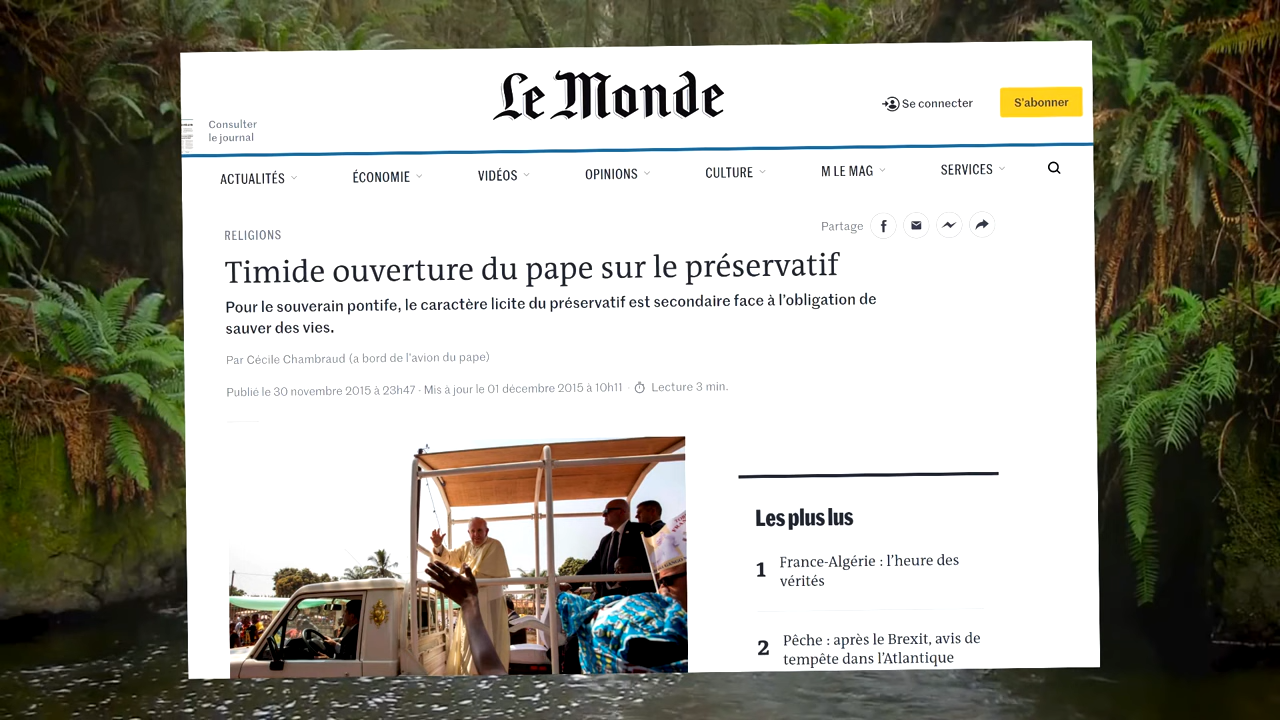 Le Monde
Consulter
le journal
Se connecter
S'abonner
ACTUALITÉS
ÉCONOMIE
VIDÉOS
OPINIONS
CULTURE
M LE MAG
SERVICES
RELIGIONS
Partage
Timide ouverture du pape sur le préservatif
Pour le souverain pontife, le caractère licite du préservatif est secondaire face à l'obligation de
sauver des vies.
Par Cécile Chambraud (a bord de l'avion du pape)
Publié le 30 novembre 2015 à 23h47 - Mis à jour le 01 décembre 2015 à 10h11 · Lecture 3 min.
Les plus lus
1 France-Algérie : l'heure des
vérités
2 Pêche : après le Brexit, avis de
tempête dans l'Atlantique